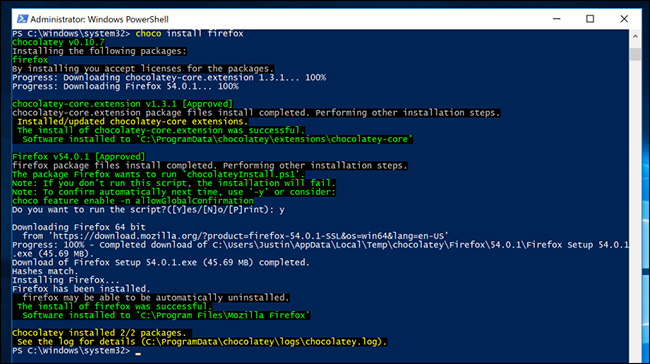 Administrator: Windows PowerShell
PS C:\Windows\system32> choco install firefox
Chocolatey v0.10.7
Installing the following packages:
firefox
By installing you accept licenses for the packages.
Progress: Downloading chocolatey-core.extension 1.3.1... 100%
Progress: Downloading Firefox 54.0.1... 100%
chocolatey-core.extension v1.3.1 [Approved]
chocolatey-core.extension package files install completed. Performing other installation steps.
Installed/updated chocolatey-core extensions.
The install of chocolatey-core.extension was successful.
Software installed to 'C:\ProgramData\chocolatey\extensions\chocolatey-core'
Firefox v54.0.1 [Approved]
firefox package files install completed. Performing other installation steps.
The package Firefox wants to run 'chocolateyInstall.ps1'.
Note: If you don't run this script, the installation will fail.
Note: To confirm automatically next time, use '-y' or consider:
choco feature enable -n allowGlobalConfirmation
Do you want to run the script?([Y]es/[N]o/[P]rint): y
Downloading Firefox 64 bit
from 'https://download.mozilla.org/?product=firefox-54.0.1-SSL&os=win64&lang=en-US'
Progress: 100% - Completed download of C:\Users\Justin\AppData\Local\Temp\chocolatey\Firefox\54.0.1\Firefox Setup 54.0.1
.exe (45.69 MB).
Download of Firefox Setup 54.0.1.exe (45.69 MB) completed.
Hashes match.
Installing Firefox...
Firefox has been installed.
firefox may be able to be automatically uninstalled.
The install of firefox was successful.
Software installed to 'C:\Program Files\Mozilla Firefox'
Chocolatey installed 2/2 packages.
See the log for details (C:\ProgramData\chocolatey\logs\chocolatey.log).
PS C:\Windows\system32>